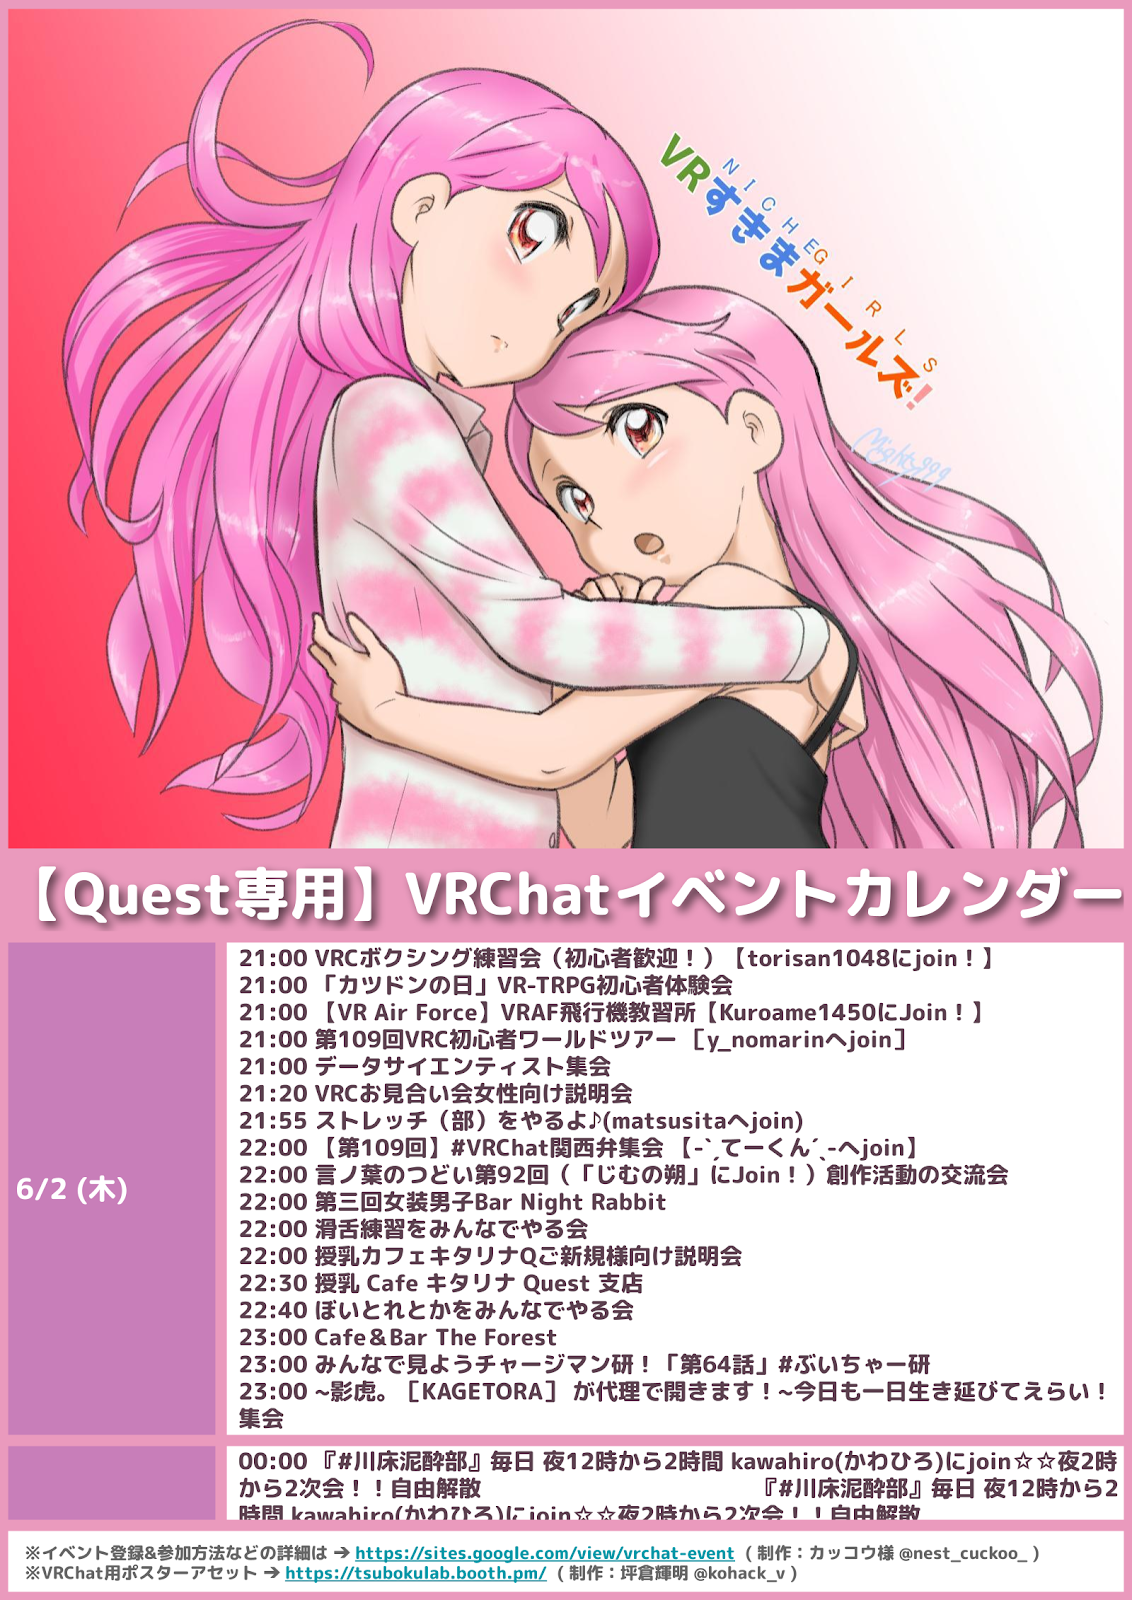 NICHE GIRLS
VRすきまガールズ!
Mighty999
【Quest専用】VRChatイベントカレンダー
6/2 (木)
21:00 VRCボクシング練習会（初心者歓迎！）【torisan1048にjoin！】
21:00 「カツドンの日」VR-TRPG初心者体験会
21:00 【VR Air Force】VRAF飛行機教習所【Kuroame1450にJoin！】
21:00 第109回VRC初心者ワールドツアー ［y_nomarinへjoin］
21:00 データサイエンティスト集会
21:20 VRCお見合い会女性向け説明会
21:55 ストレッチ（部）をやるよ♪(matsusitaへjoin)
22:00 【第109回】#VRChat関西弁集会 【-`ˏてーくんˊˎ-へjoin】
22:00 言ノ葉のつどい第92回（「じむの朔」にJoin！）創作活動の交流会
22:00 第三回女装男子Bar Night Rabbit
22:00 滑舌練習をみんなでやる会
22:00 授乳カフェキタリナQご新規様向け説明会
22:30 授乳 Cafe キタリナ Quest 支店
22:40 ぼいとれとかをみんなでやる会
23:00 Cafe＆Bar The Forest
23:00 みんなで見ようチャージマン研！「第64話」#ぶいちゃー研
23:00 ~影虎。［KAGETORA］ が代理で開きます！~今日も一日生き延びてえらい！
集会
00:00 『#川床泥酔部』毎日 夜12時から2時間 kawahiro(かわひろ)にjoin☆☆夜2時
から2次会！！自由解散 『#川床泥酔部』毎日 夜12時から2
時間 kawahiro(かわひろ)にjoin☆☆夜2時から2次会！！自由解散
※イベント登録&参加方法などの詳細は ➔ https://sites.google.com/view/vrchat-event （ 制作：カッコウ様 @nest_cuckoo_ ）
※VRChat用ポスターアセット ➔ https://tsubokulab.booth.pm/ （ 制作：坪倉輝明 @kohack_v ）